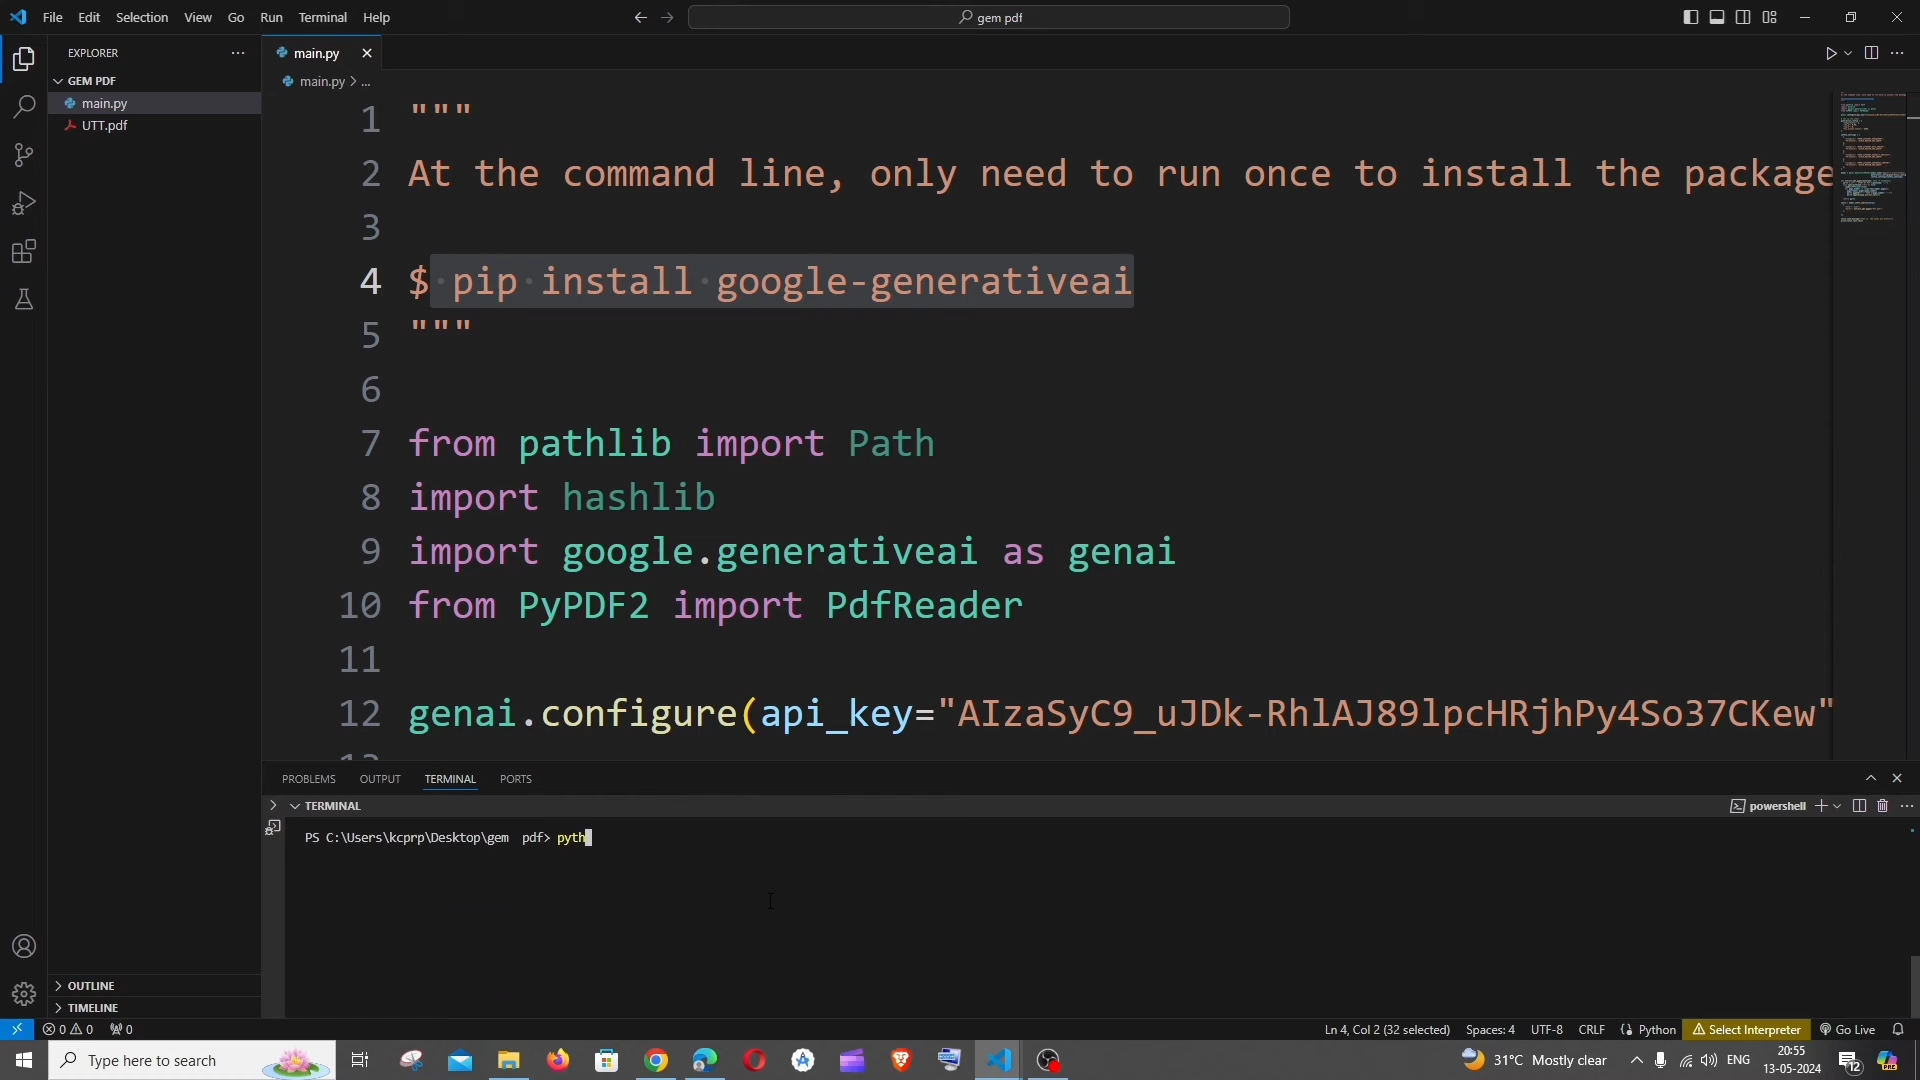 File Edit Selection View Go Run Terminal Help
gem pdf
EXPLORER
GEM PDF
main.py
UTT.pdf
OUTLINE
TIMELINE
main.py
main.py > ...
1 """
2 At the command line, only need to run once to install the package
3
4 $ pip install google-generativeai
5 """
6
7 from pathlib import Path
8 import hashlib
9 import google.generativeai as genai
10 from PyPDF2 import PdfReader
11
12 genai.configure(api_key="AIzaSyC9_uJDk-RhlAJ89lpcHRjhPy4So37CKew"
PROBLEMS OUTPUT TERMINAL PORTS
TERMINAL
powershell
PS C:\Users\kcprp\Desktop\gem  pdf> pyth
0 0 0
Ln 4, Col 2 (32 selected) Spaces: 4 UTF-8 CRLF Python Select Interpreter Go Live
Type here to search
31°C Mostly clear
ENG
20:55
13-05-2024
12
PRE